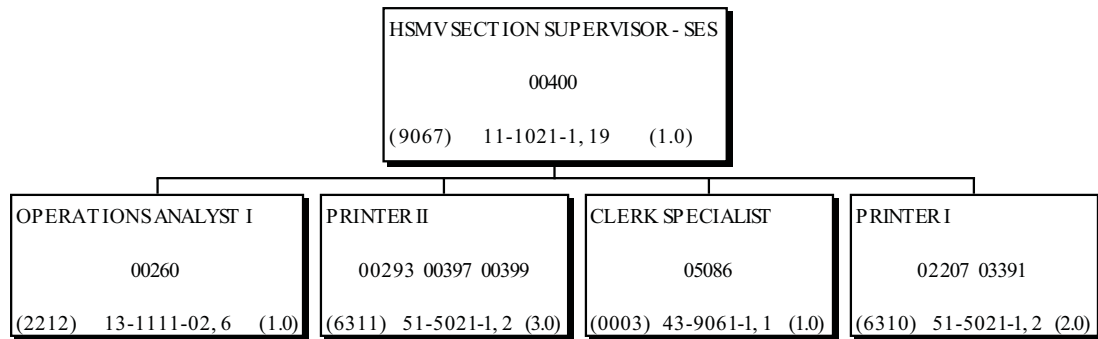 HSMV SECTION SUPERVISOR - SES
00400
(9067) 11-1021-1, 19 (1.0)
OPERATIONS ANALYST I
00260
(2212) 13-1111-02, 6 (1.0)
PRINTER II
00293 00397 00399
(6311) 51-5021-1, 2 (3.0)
CLERK SPECIALIST
05086
(0003) 43-9061-1, 1 (1.0)
PRINTER I
02207 03391
(6310) 51-5021-1, 2 (2.0)